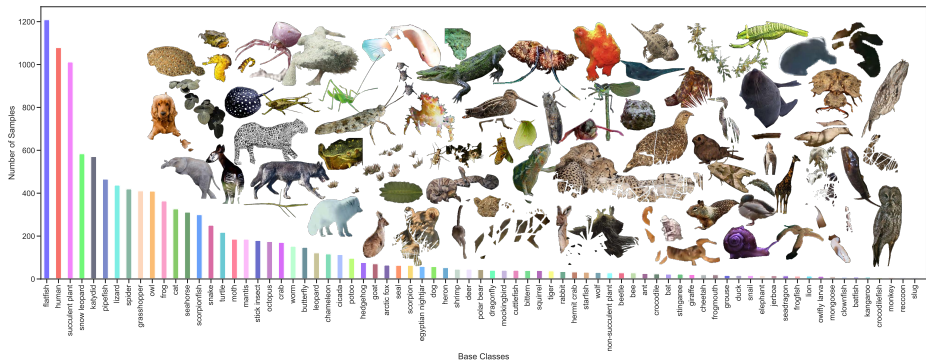 1200
1000
800
600
400
200
0
Number of Samples
flatfish
human
succulent plant
snow leopard
katydid
pipefish
lizard
spider
grasshopper
owl
frog
cat
seahorse
scorpionfish
snake
turtle
moth
mantis
stick insect
octopus
crab
worm
butterfly
leopard
chameleon
cicada
potoo
hedgehog
goat
arctic fox
seal
scorpion
egyptian nightjar
dog
heron
shrimp
deer
polar bear
dragonfly
mockingbird
cuttlefish
bittern
squirrel
tiger
rabbit
hermit crab
starfish
wolf
non-succulent plant
beetle
bee
ant
crocodile
bat
stingaree
giraffe
cheetah
frogmouth
grouse
duck
snail
elephant
jerboa
seadragon
frogfish
lion
owlfly larva
mongoose
clownfish
batfish
kangaroo
crocodilefish
monkey
raccoon
slug
Base Classes